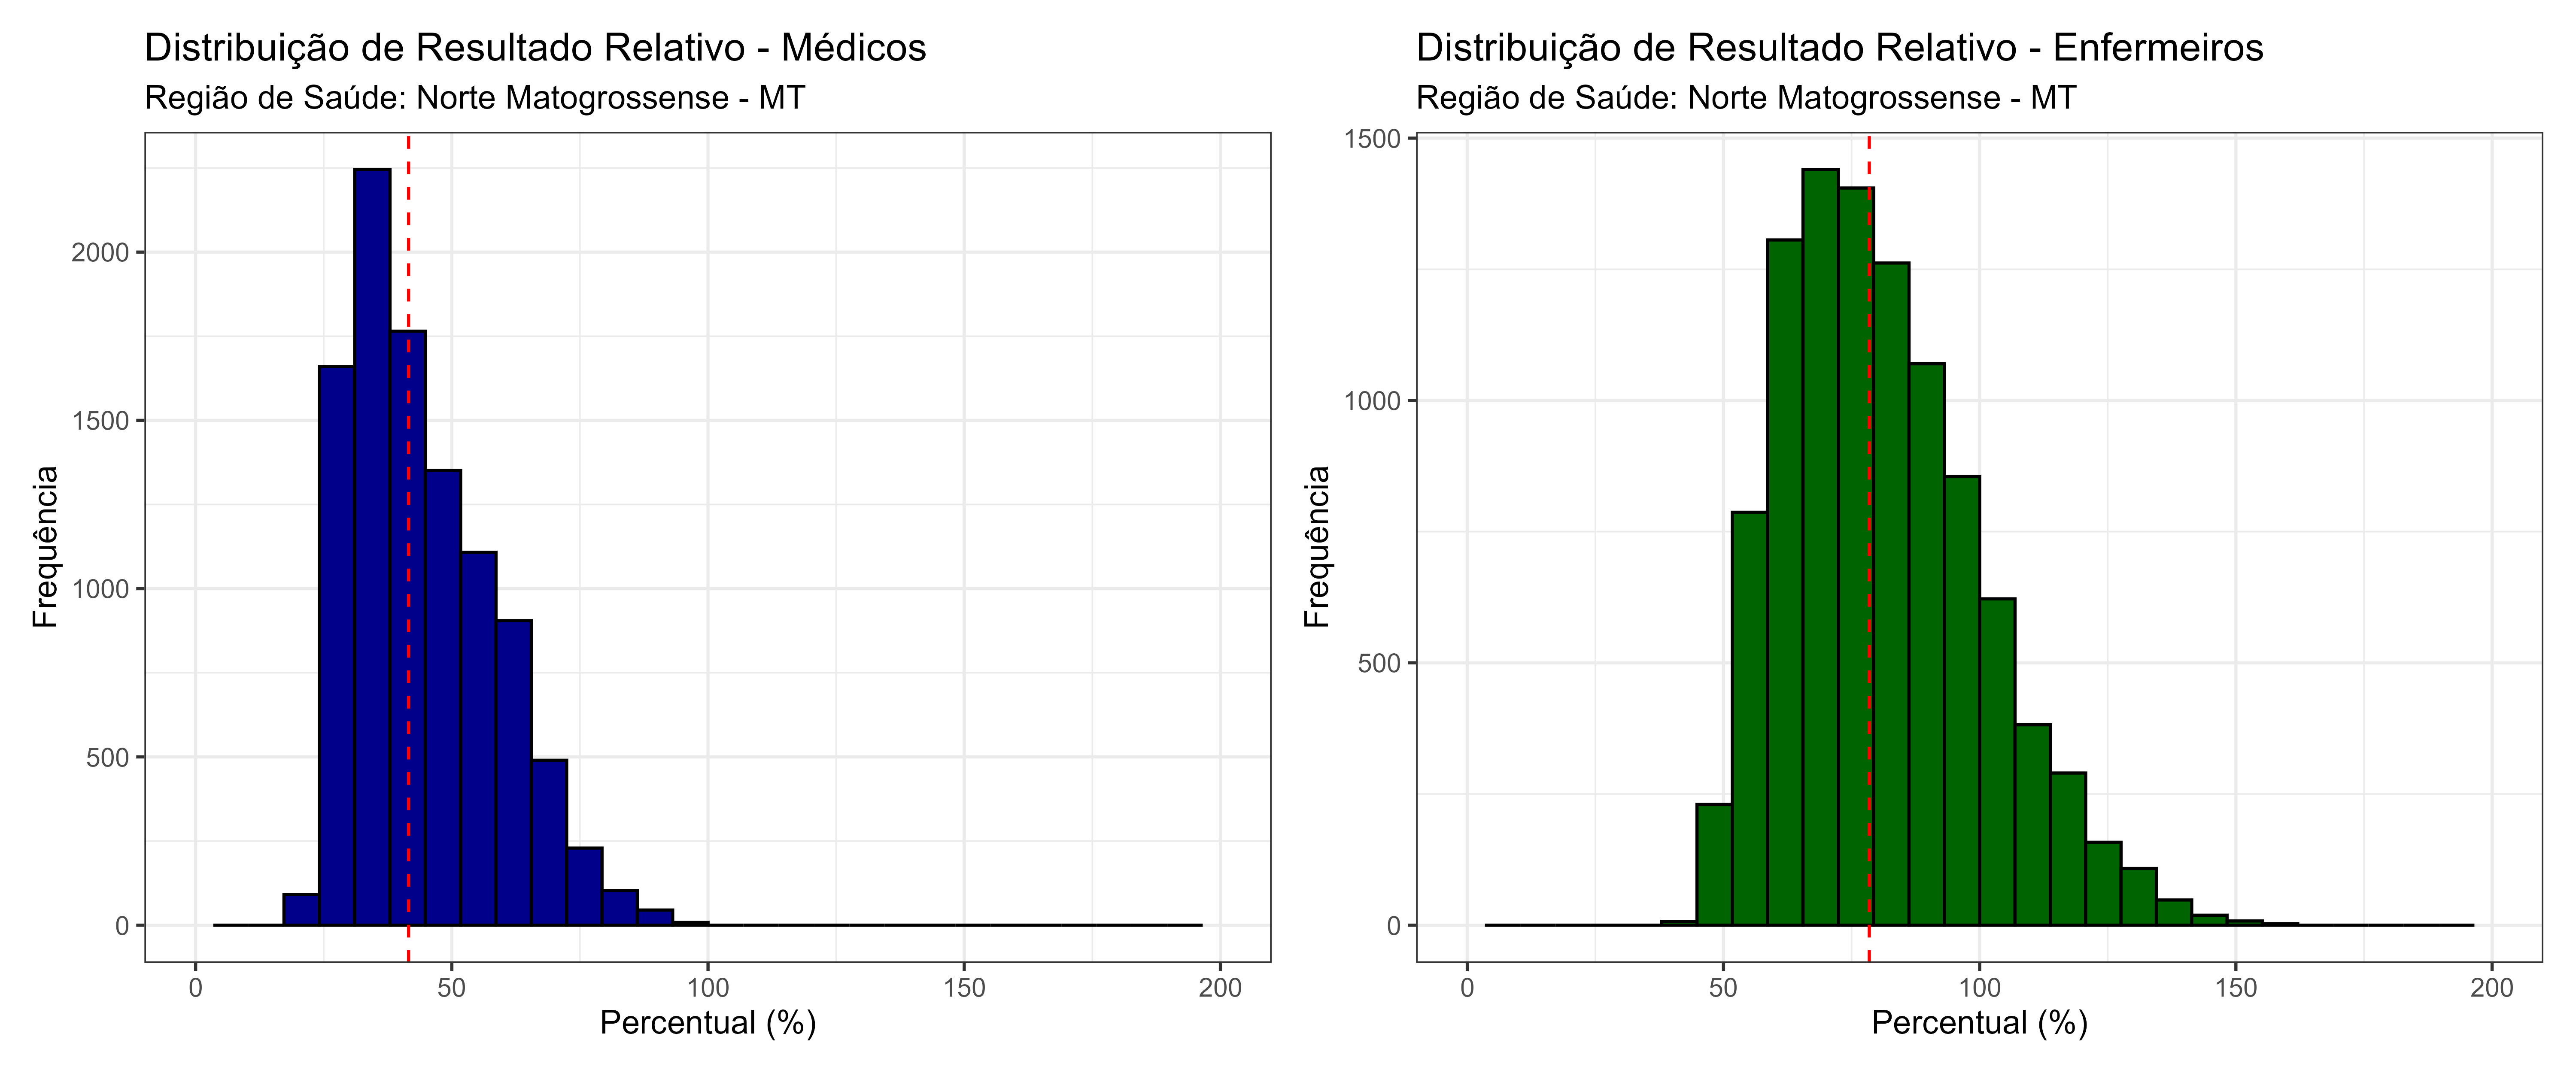 Distribuição de Resultado Relativo - Médicos
Região de Saúde: Norte Matogrossense - MT
2000
1500
1000
500
0
Frequência
0 50 100 150 200
Percentual (%)
Distribuição de Resultado Relativo - Enfermeiros
Região de Saúde: Norte Matogrossense - MT
1500
1000
500
0
Frequência
0 50 100 150 200
Percentual (%)